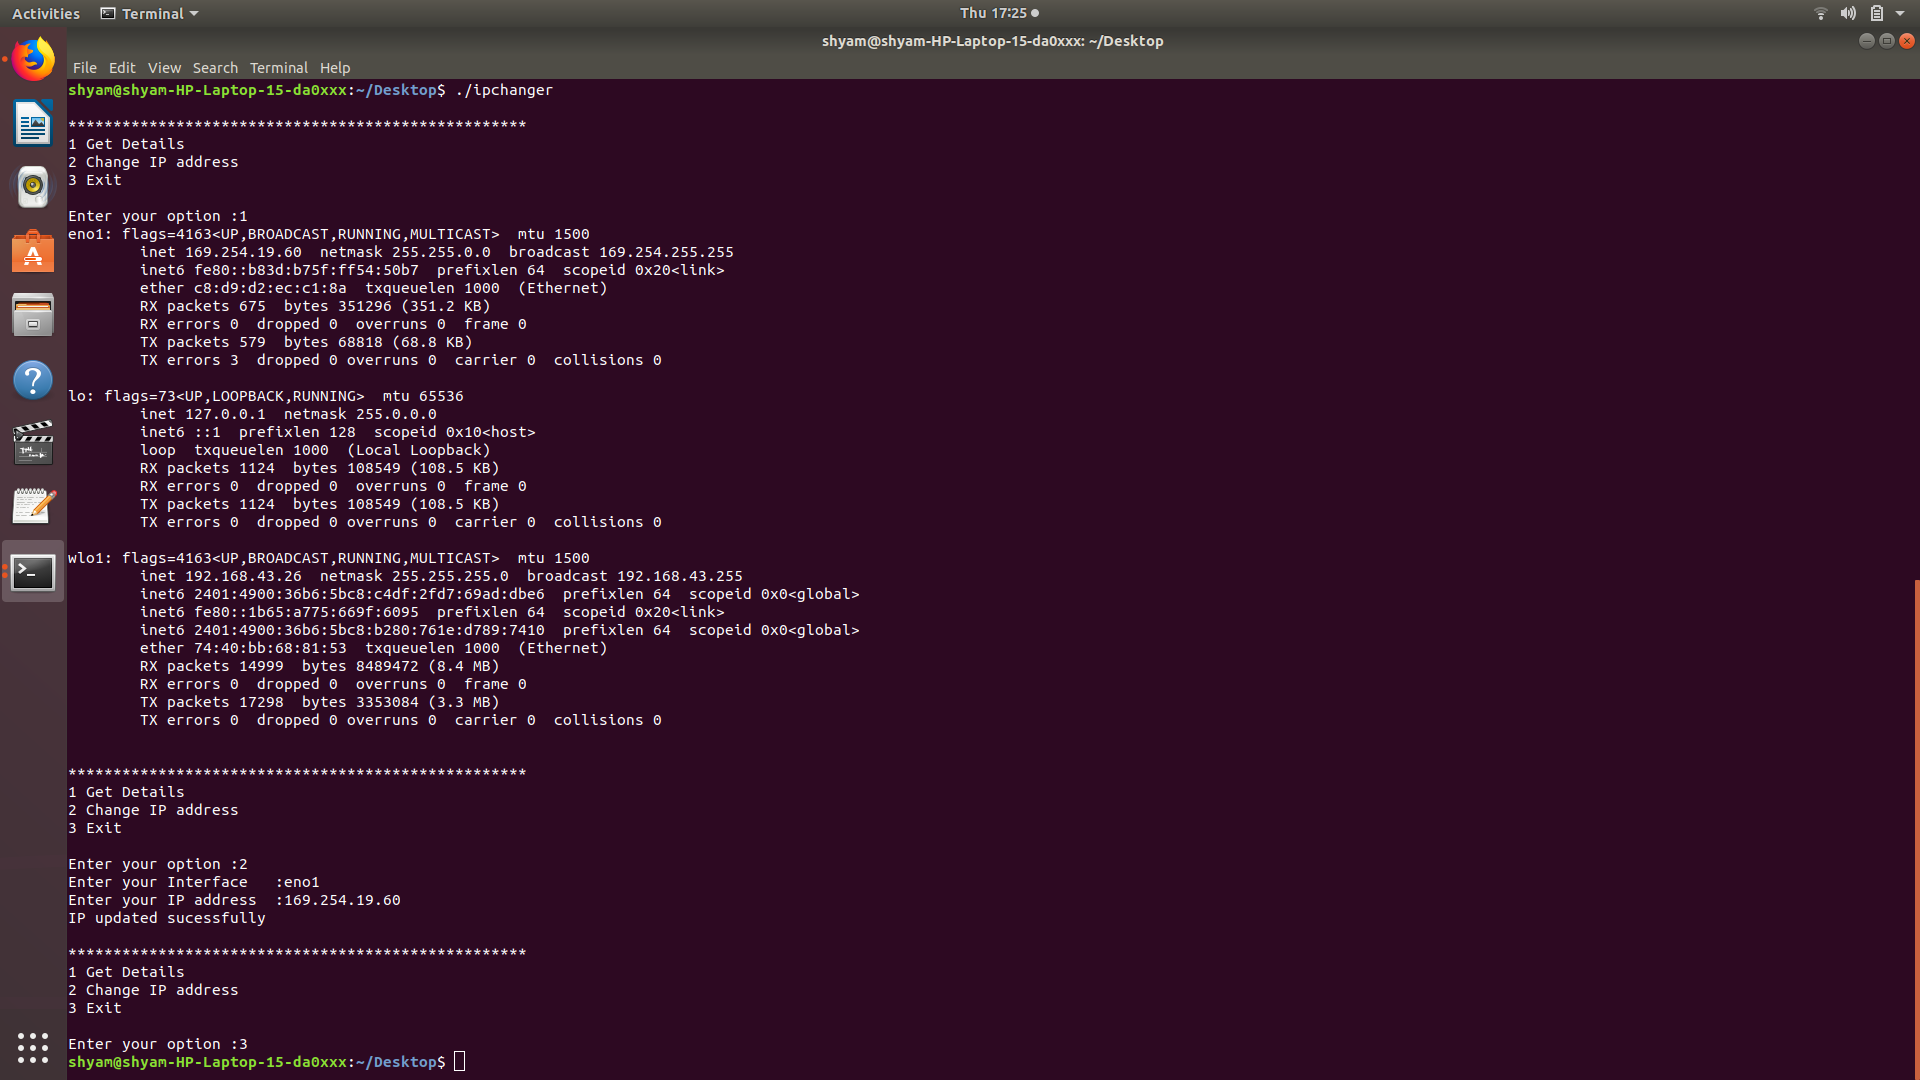 Activities Terminal Thu 17:25
shyam@shyam-HP-Laptop-15-da0xxx: ~/Desktop
File Edit View Search Terminal Help
shyam@shyam-HP-Laptop-15-da0xxx:~/Desktop$ ./ipchanger
***************************************************
1 Get Details
2 Change IP address
3 Exit
Enter your option :1
eno1: flags=4163<UP,BROADCAST,RUNNING,MULTICAST>  mtu 1500
        inet 169.254.19.60  netmask 255.255.0.0  broadcast 169.254.255.255
        inet6 fe80::b83d:b75f:ff54:50b7  prefixlen 64  scopeid 0x20<link>
        ether c8:d9:d2:ec:c1:8a  txqueuelen 1000  (Ethernet)
        RX packets 675  bytes 351296 (351.2 KB)
        RX errors 0  dropped 0  overruns 0  frame 0
        TX packets 579  bytes 68818 (68.8 KB)
        TX errors 3  dropped 0 overruns 0  carrier 0  collisions 0
lo: flags=73<UP,LOOPBACK,RUNNING>  mtu 65536
        inet 127.0.0.1  netmask 255.0.0.0
        inet6 ::1  prefixlen 128  scopeid 0x10<host>
        loop  txqueuelen 1000  (Local Loopback)
        RX packets 1124  bytes 108549 (108.5 KB)
        RX errors 0  dropped 0  overruns 0  frame 0
        TX packets 1124  bytes 108549 (108.5 KB)
        TX errors 0  dropped 0 overruns 0  carrier 0  collisions 0
wlo1: flags=4163<UP,BROADCAST,RUNNING,MULTICAST>  mtu 1500
        inet 192.168.43.26  netmask 255.255.255.0  broadcast 192.168.43.255
        inet6 2401:4900:36b6:5bc8:c4df:2fd7:69ad:dbe6  prefixlen 64  scopeid 0x0<global>
        inet6 fe80::1b65:a775:669f:6095  prefixlen 64  scopeid 0x20<link>
        inet6 2401:4900:36b6:5bc8:b280:761e:d789:7410  prefixlen 64  scopeid 0x0<global>
        ether 74:40:bb:68:81:53  txqueuelen 1000  (Ethernet)
        RX packets 14999  bytes 8489472 (8.4 MB)
        RX errors 0  dropped 0  overruns 0  frame 0
        TX packets 17298  bytes 3353084 (3.3 MB)
        TX errors 0  dropped 0 overruns 0  carrier 0  collisions 0
***************************************************
1 Get Details
2 Change IP address
3 Exit
Enter your option :2
Enter your Interface   :eno1
Enter your IP address  :169.254.19.60
IP updated sucessfully
***************************************************
1 Get Details
2 Change IP address
3 Exit
Enter your option :3
shyam@shyam-HP-Laptop-15-da0xxx:~/Desktop$